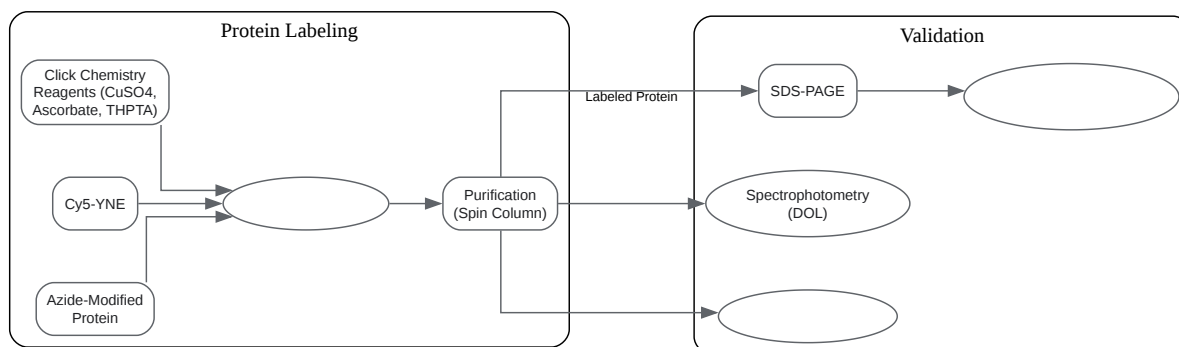 Protein Labeling
Click Chemistry
Reagents (CuSO4,
Ascorbate, THPTA)
Cy5-YNE
Azide-Modified
Protein
Purification
(Spin Column)
Labeled Protein
Validation
SDS-PAGE
Spectrophotometry
(DOL)